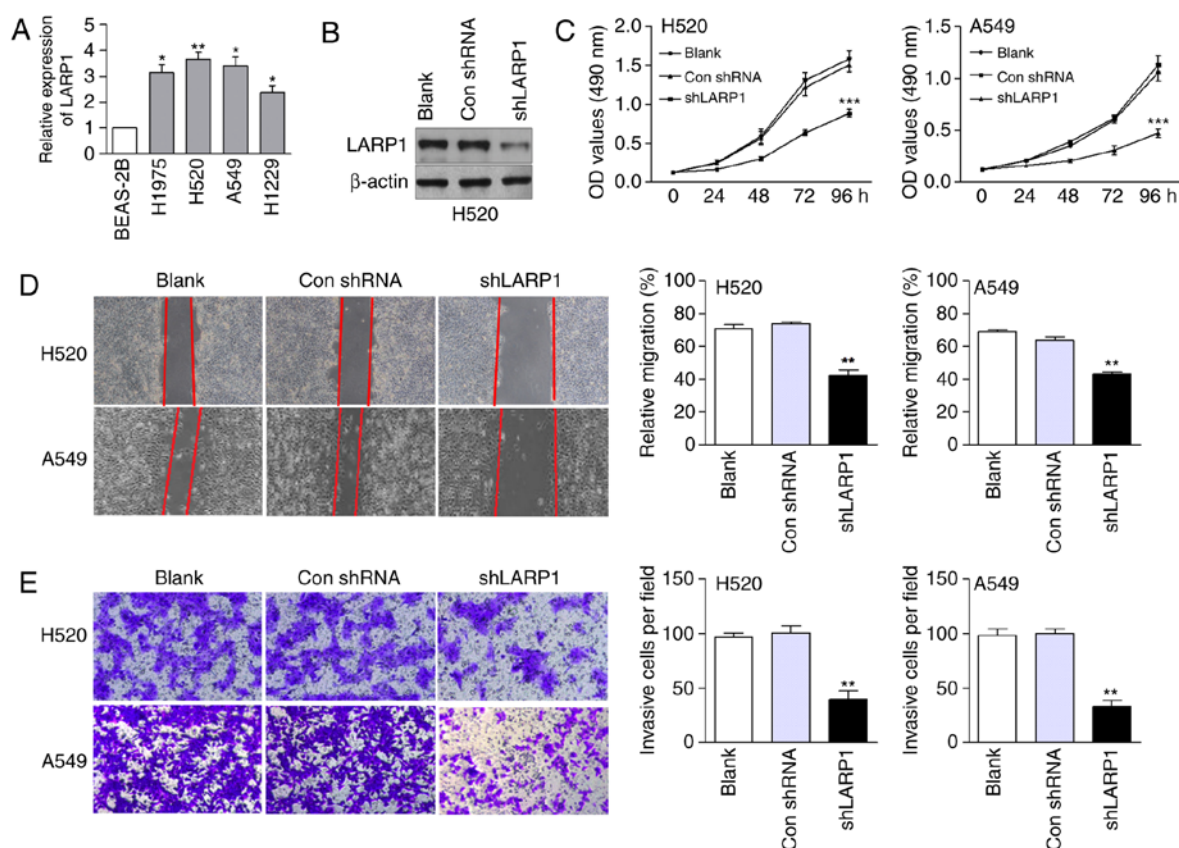 A
Relative expression
of LARP1
5
4
3
2
1
0
*
**
*
*
BEAS-2B
H1975
H520
A549
H1229
B
Blank
Con shRNA
shLARP1
LARP1
β-actin
H520
C
H520
OD values (490 nm)
2.0
1.5
1.0
0.5
0.0
Blank
Con shRNA
shLARP1
***
0 24 48 72 96 h
A549
OD values (490 nm)
1.5
1.0
0.5
0.0
Blank
Con shRNA
shLARP1
***
0 24 48 72 96 h
D
Blank Con shRNA shLARP1
H520
A549
H520
Relative migration (%)
100
80
60
40
20
0
**
Blank
Con shRNA
shLARP1
A549
Relative migration (%)
100
80
60
40
20
0
**
Blank
Con shRNA
shLARP1
E
Blank Con shRNA shLARP1
H520
A549
H520
Invasive cells per field
150
100
50
0
**
Blank
Con shRNA
shLARP1
A549
Invasive cells per field
150
100
50
0
**
Blank
Con shRNA
shLARP1